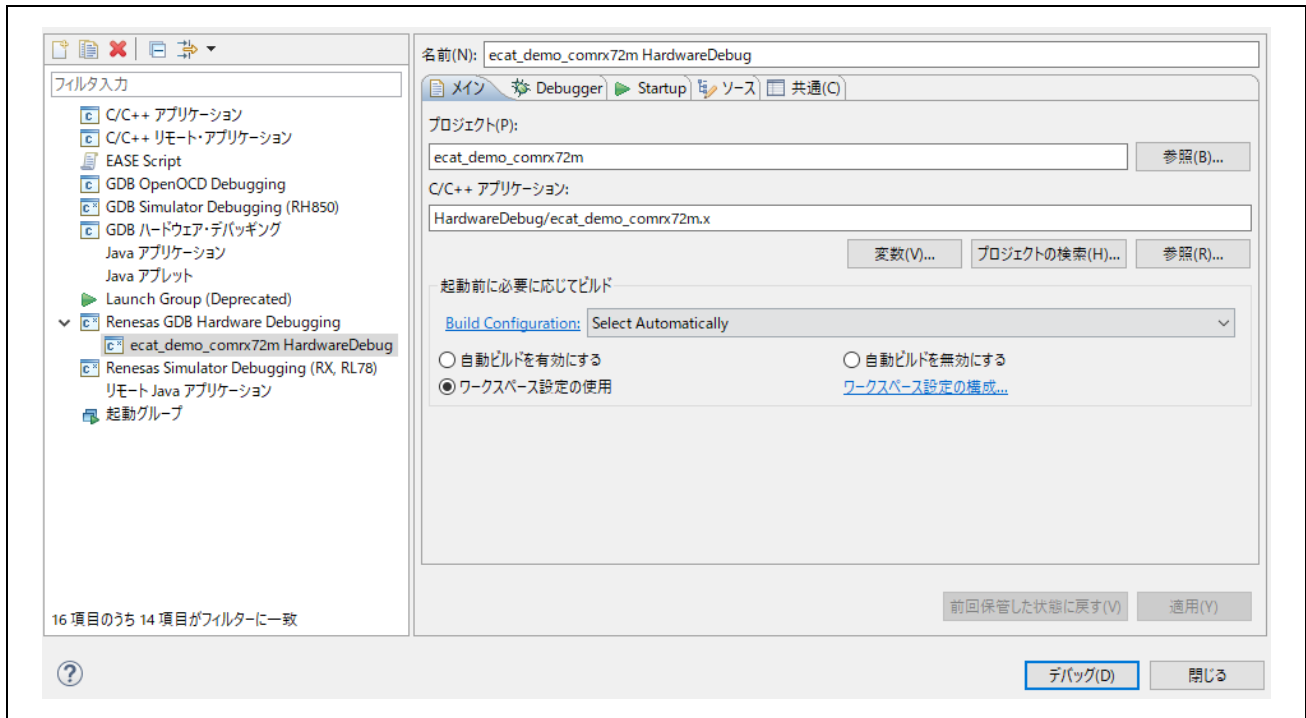 フィルタ入力
C/C++ アプリケーション
C/C++ リモート・アプリケーション
EASE Script
GDB OpenOCD Debugging
GDB Simulator Debugging (RH850)
GDB ハードウェア・デバッギング
Java アプリケーション
Java アプレット
Launch Group (Deprecated)
Renesas GDB Hardware Debugging
ecat_demo_comrx72m HardwareDebug
Renesas Simulator Debugging (RX, RL78)
リモート Java アプリケーション
起動グループ
16 項目のうち 14 項目がフィルターに一致
名前(N): ecat_demo_comrx72m HardwareDebug
メイン Debugger Startup ソース 共通(C)
プロジェクト(P):
ecat_demo_comrx72m 参照(B)...
C/C++ アプリケーション:
HardwareDebug/ecat_demo_comrx72m.x
変数(V)... プロジェクトの検索(H)... 参照(R)...
起動前に必要に応じてビルド
Build Configuration: Select Automatically
自動ビルドを有効にする 自動ビルドを無効にする
ワークスペース設定の使用 ワークスペース設定の構成...
前回保管した状態に戻す(V) 適用(Y)
デバッグ(D) 閉じる